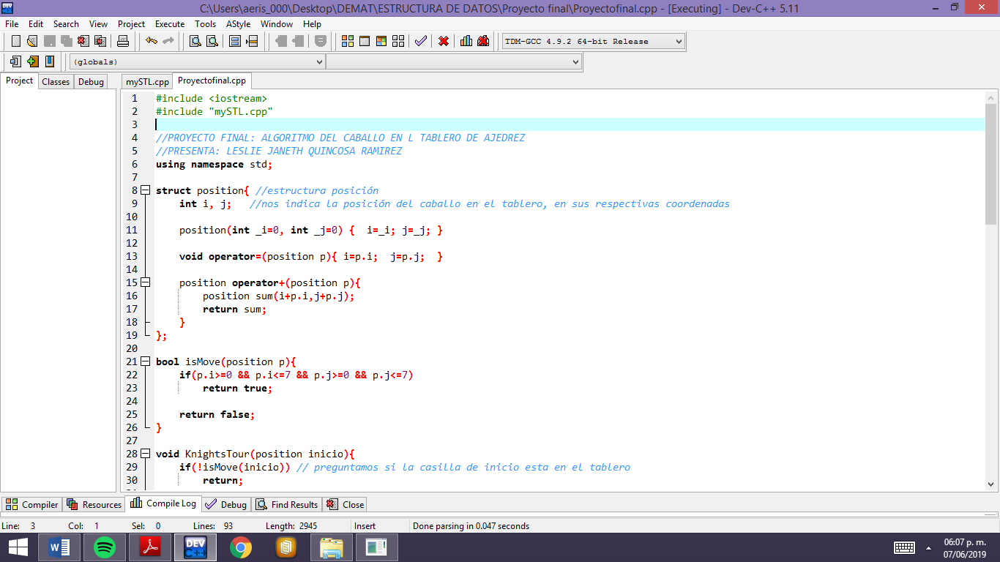 C:\Users\aeris_000\Desktop\DEMAT\ESTRUCTURA DE DATOS\Proyecto final\Proyectofinal.cpp - [Executing] - Dev-C++ 5.11
File Edit Search View Project Execute Tools AStyle Window Help
TDM-GCC 4.9.2 64-bit Release
(globals)
Project Classes Debug mySTL.cpp Proyectofinal.cpp
1 #include <iostream>
2 #include "mySTL.cpp"
3
4 //PROYECTO FINAL: ALGORITMO DEL CABALLO EN L TABLERO DE AJEDREZ
5 //PRESENTA: LESLIE JANETH QUINCOSA RAMIREZ
6 using namespace std;
7
8 struct position{ //estructura posición
9 int i, j; //nos indica la posición del caballo en el tablero, en sus respectivas coordenadas
10
11 position(int _i=0, int _j=0) { i=_i; j=_j; }
12
13 void operator=(position p){ i=p.i; j=p.j; }
14
15 position operator+(position p){
16 position sum(i+p.i,j+p.j);
17 return sum;
18 }
19 };
20
21 bool isMove(position p){
22 if(p.i>=0 && p.i<=7 && p.j>=0 && p.j<=7)
23 return true;
24
25 return false;
26 }
27
28 void KnightsTour(position inicio){
29 if(!isMove(inicio)) // preguntamos si la casilla de inicio esta en el tablero
30 return;
Compiler Resources Compile Log Debug Find Results Close
Line: 3 Col: 1 Sel: 0 Lines: 93 Length: 2945 Insert Done parsing in 0.047 seconds
DEV C++
06:07 p. m.
07/06/2019